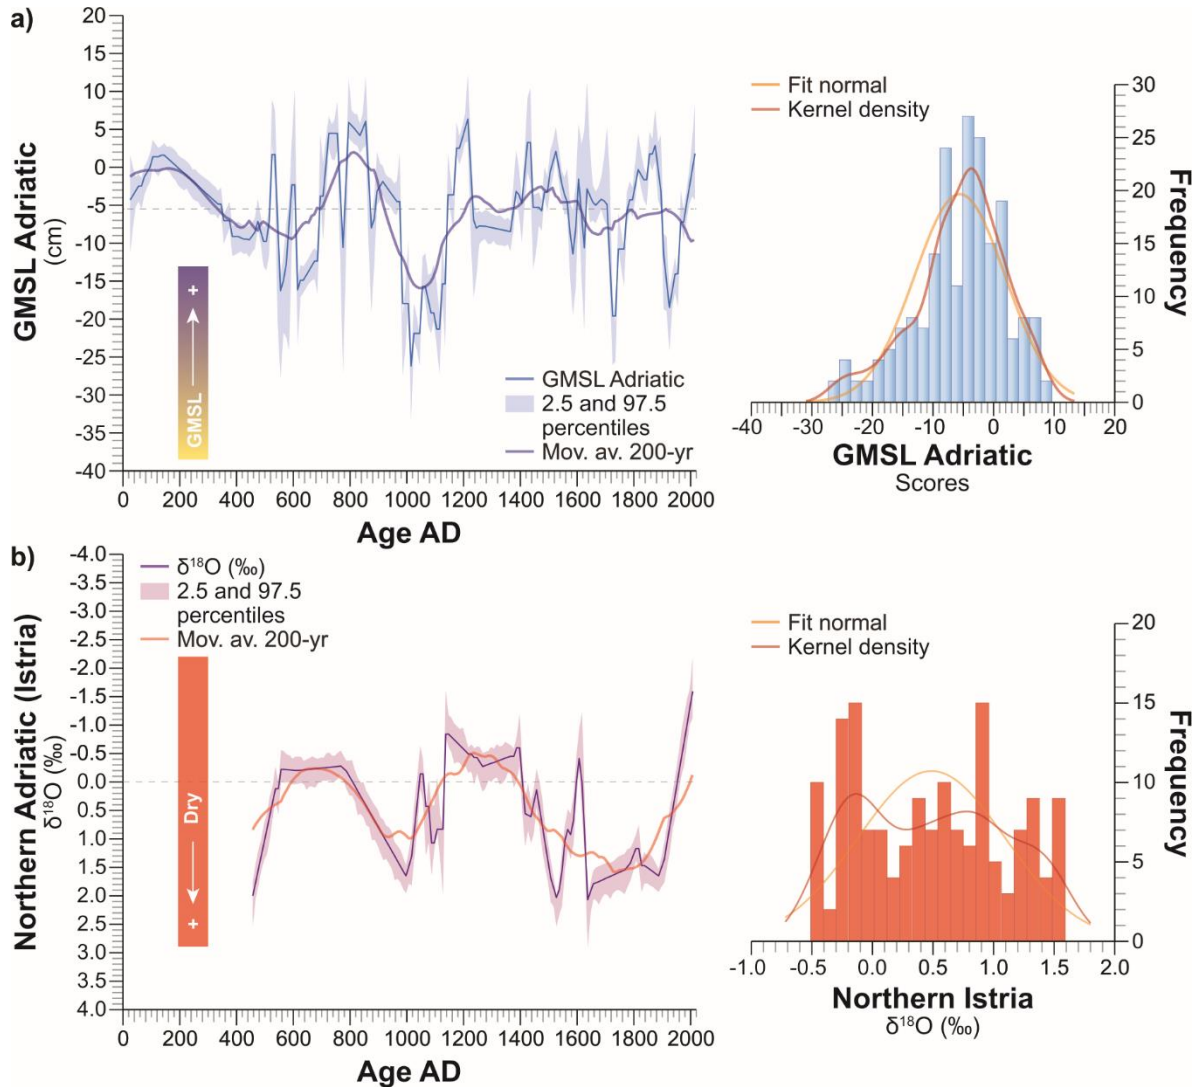 a)
20
15
10
5
0
-5
-10
-15
-20
-25
-30
-35
-40
GMSL Adriatic
(cm)
GMSL
+
GMSL Adriatic
2.5 and 97.5
percentiles
Mov. av. 200-yr
0 200 400 600 800 1000 1200 1400 1600 1800 2000
Age AD
Fit normal
Kernel density
30
25
20
15
10
5
0
Frequency
-40 -30 -20 -10 0 10 20
GMSL Adriatic
Scores
b)
-4.0
-3.5
-3.0
-2.5
-2.0
-1.5
-1.0
-0.5
0.0
0.5
1.0
1.5
2.0
2.5
3.0
3.5
4.0
Northern Adriatic (Istria)
δ¹⁸O (‰)
δ¹⁸O (‰)
2.5 and 97.5
percentiles
Mov. av. 200-yr
Dry
+
0 200 400 600 800 1000 1200 1400 1600 1800 2000
Age AD
Fit normal
Kernel density
20
15
10
5
0
Frequency
-1.0 -0.5 0.0 0.5 1.0 1.5 2.0
Northern Istria
δ¹⁸O (‰)